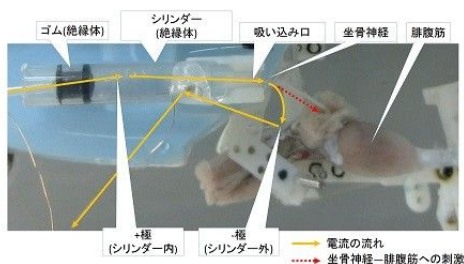 ゴム(絶縁体)
シリンダー
(絶縁体)
吸い込み口
坐骨神経
腓腹筋
+極
(シリンダー内)
-極
(シリンダー外)
電流の流れ
坐骨神経―腓腹筋への刺激